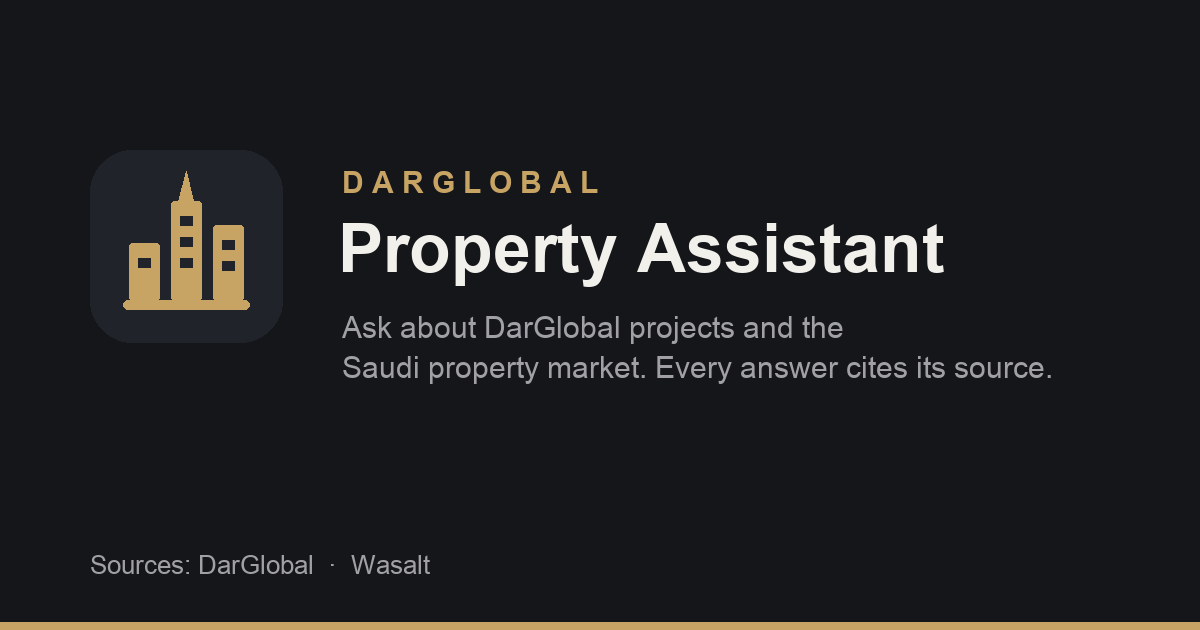 DARGLOBAL
Property Assistant
Ask about DarGlobal projects and the
Saudi property market. Every answer cites its source.
Sources: DarGlobal · Wasalt